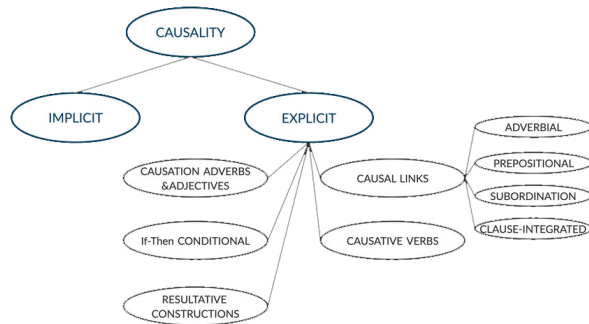 CAUSALITY
IMPLICIT
EXPLICIT
ADVERBIAL
CAUSATION ADVERBS
&ADJECTIVES
CAUSAL LINKS
PREPOSITIONAL
SUBORDINATION
If-Then CONDITIONAL
CAUSATIVE VERBS
CLAUSE-INTEGRATED
RESULTATIVE
CONSTRUCTIONS